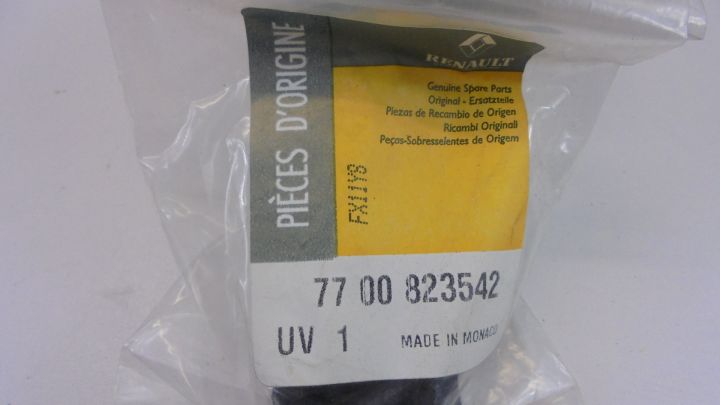 PIÈCES D'ORIGINE
RENAULT
Genuine Spare Parts
Original - Ersatzteile
Piezas de Recambio de Origen
Ricambi Originali
Peças-Sobresselentes de Origem
FX11Y8
77 00 823542
UV 1
MADE IN MONACO